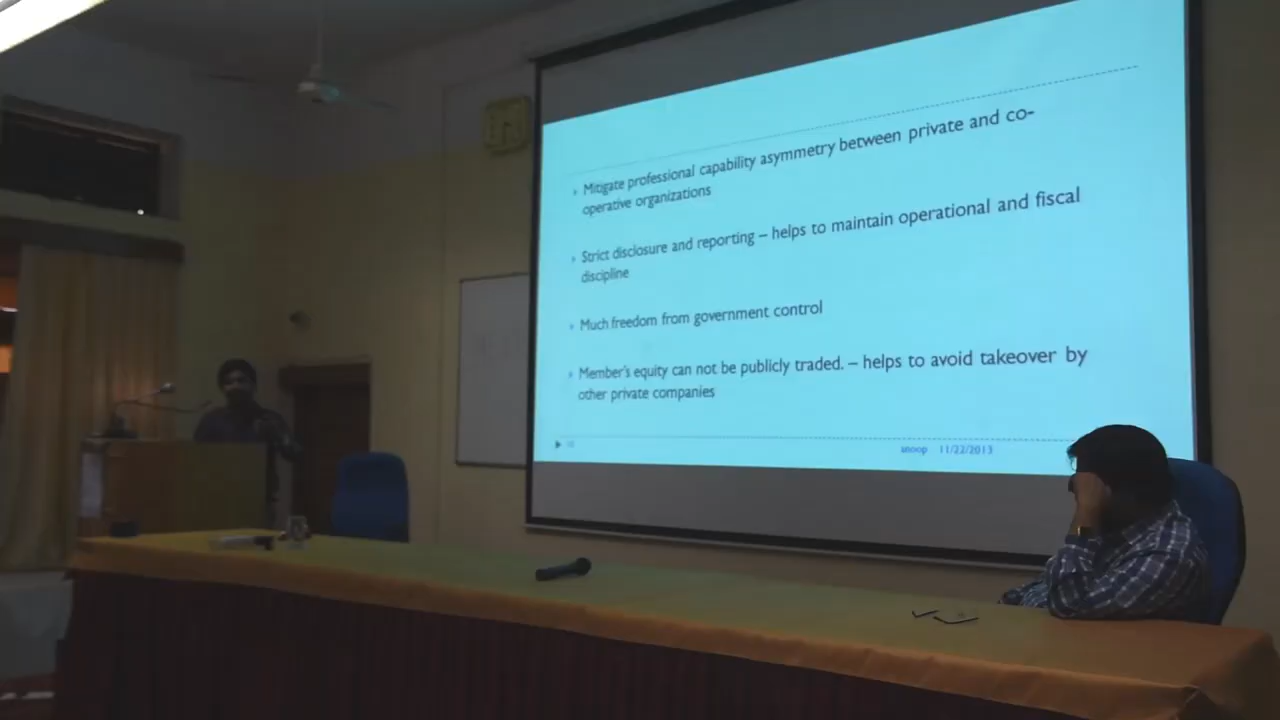 Mitigate professional capability asymmetry between private and co-
operative organizations
Strict disclosure and reporting – helps to maintain operational and fiscal
discipline
Much freedom from government control
Member's equity can not be publicly traded. – helps to avoid takeover by
other private companies
anoop 11/22/2013